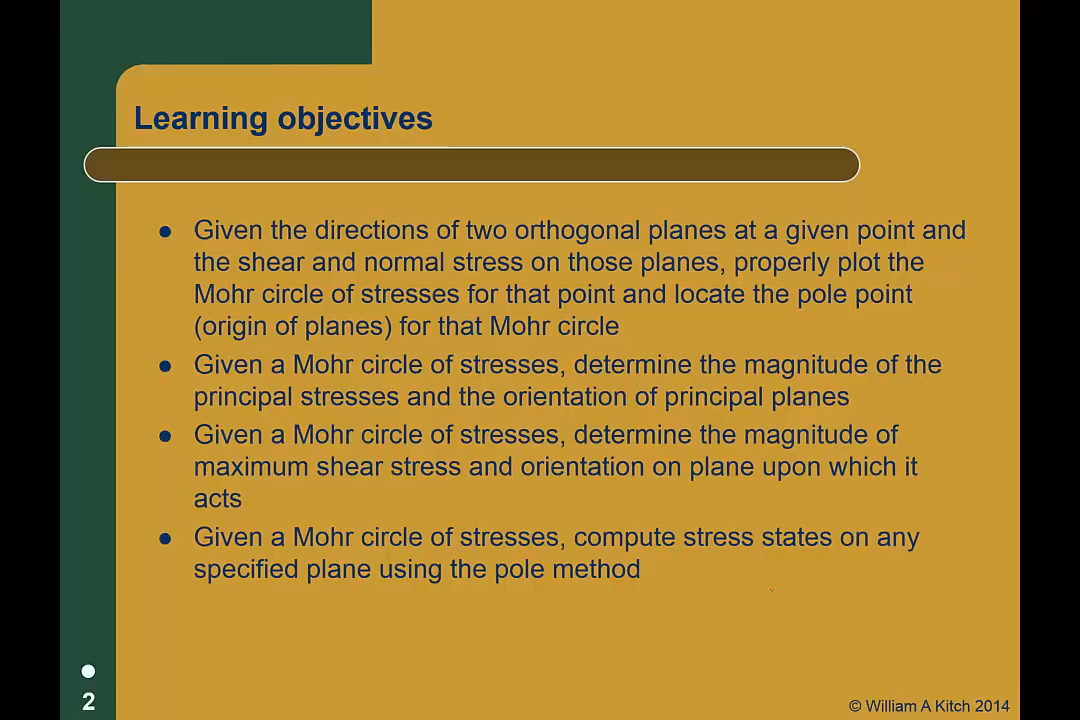 Learning objectives
● Given the directions of two orthogonal planes at a given point and
the shear and normal stress on those planes, properly plot the
Mohr circle of stresses for that point and locate the pole point
(origin of planes) for that Mohr circle
● Given a Mohr circle of stresses, determine the magnitude of the
principal stresses and the orientation of principal planes
● Given a Mohr circle of stresses, determine the magnitude of
maximum shear stress and orientation on plane upon which it
acts
● Given a Mohr circle of stresses, compute stress states on any
specified plane using the pole method
2
© William A Kitch 2014